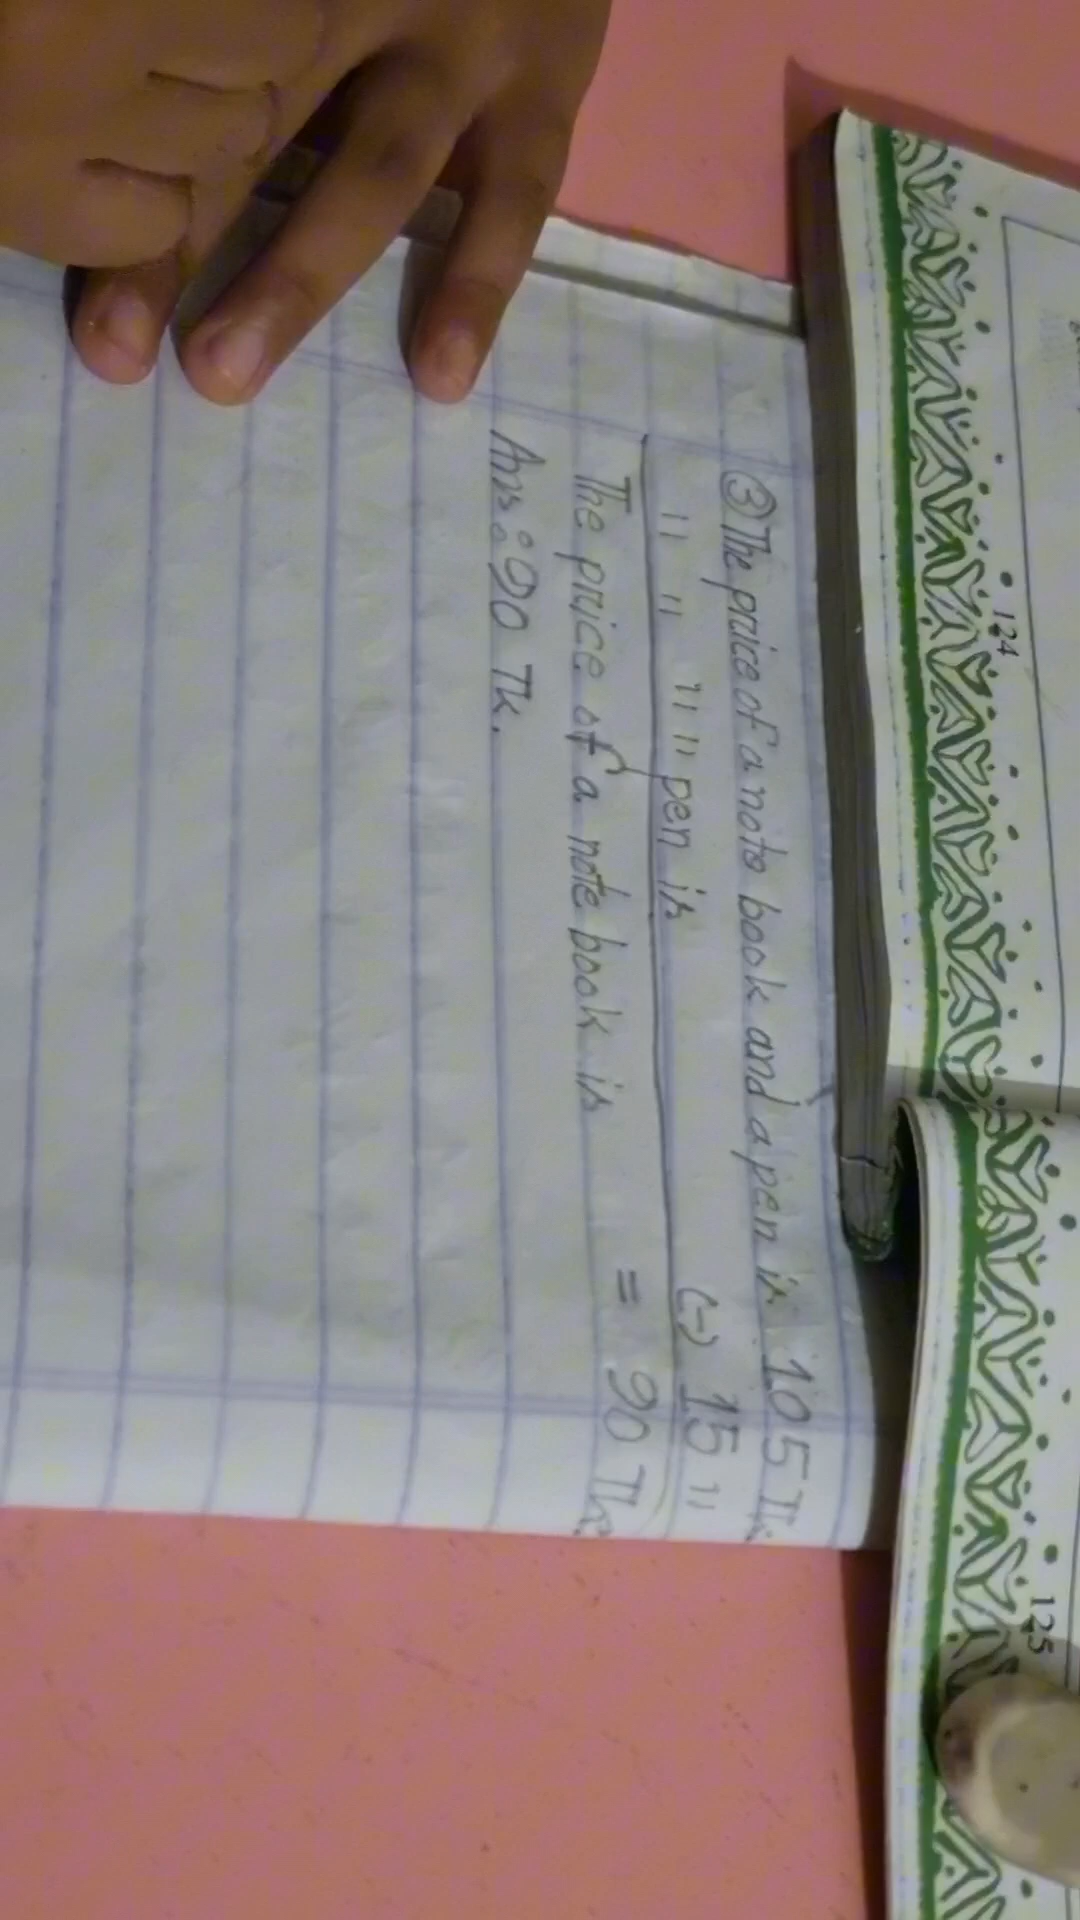 ③ The price of a note book and a pen is 105 Tk.
" " " " pen is (-) 15 "
The price of a note book is = 90 Tk.
Ans: 90 Tk.
124
125